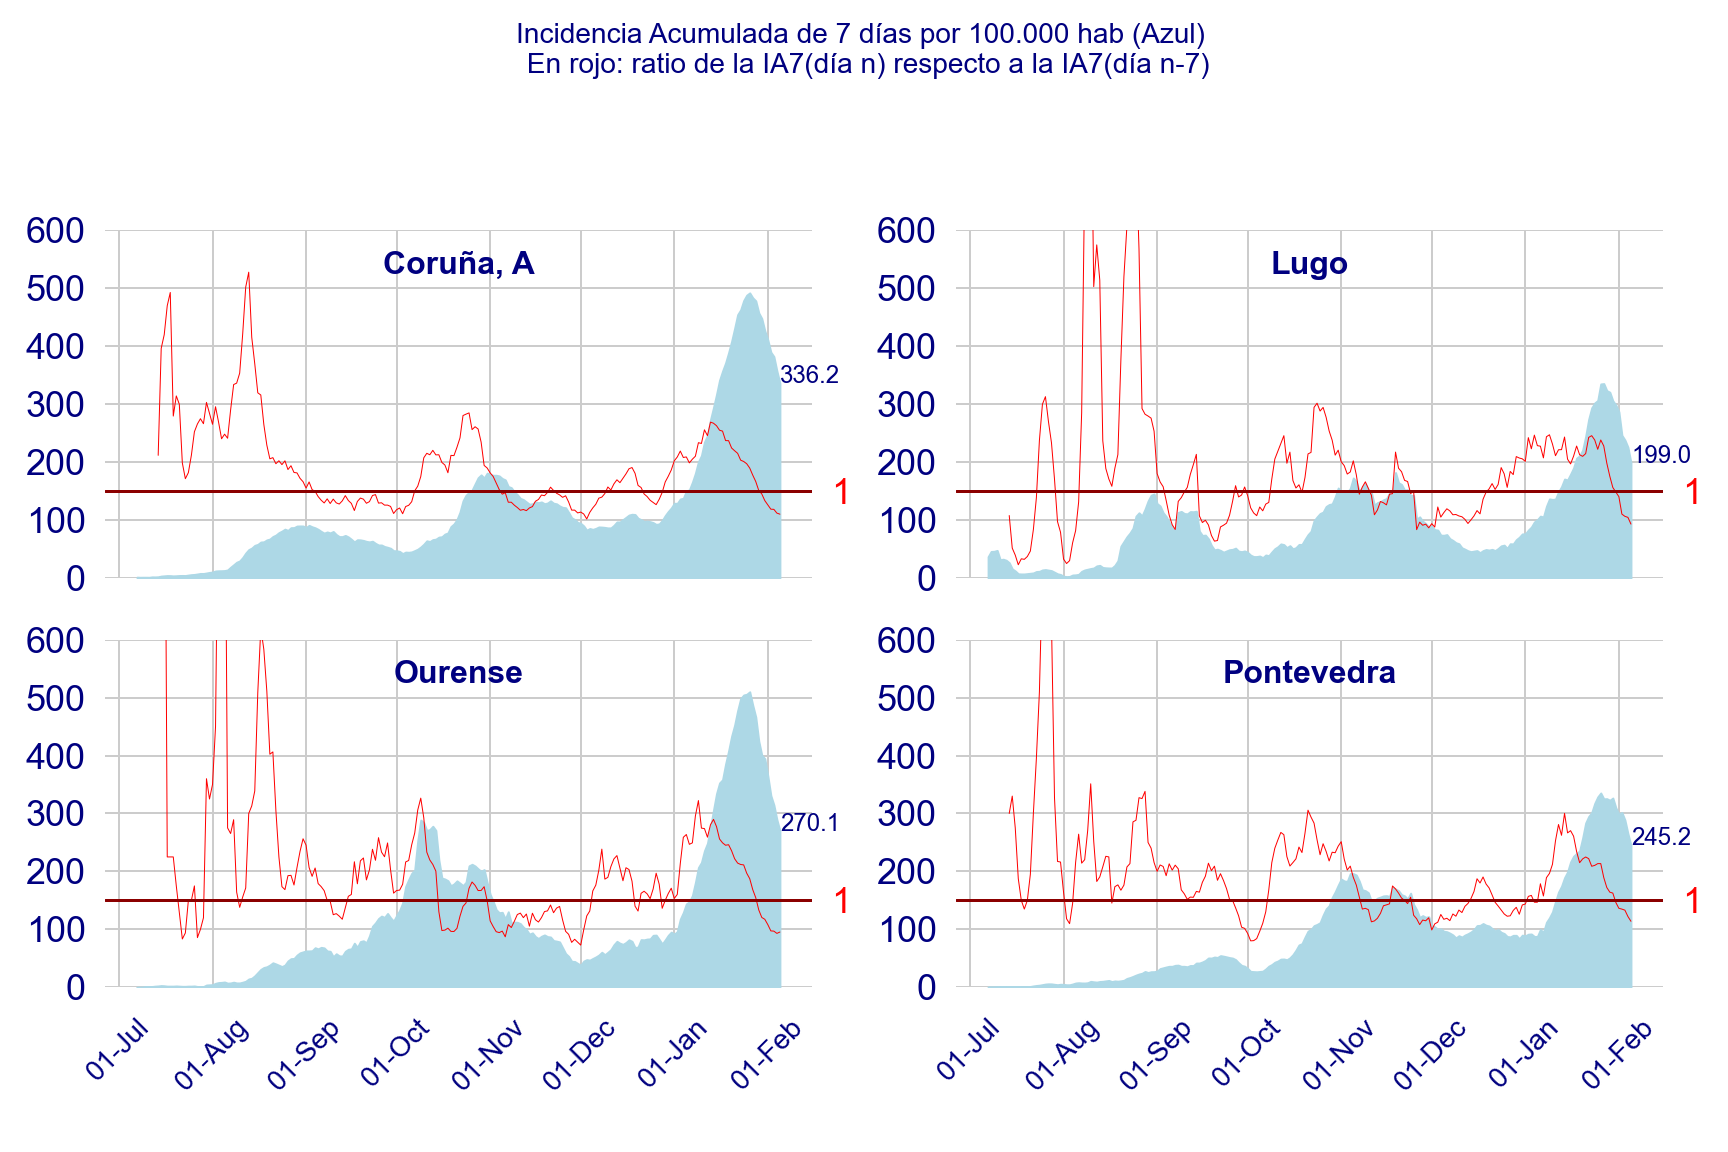 Incidencia Acumulada de 7 días por 100.000 hab (Azul)
En rojo: ratio de la IA7(día n) respecto a la IA7(día n-7)
Coruña, A
600
500
400
300
200
100
0
336.2
1
Lugo
600
500
400
300
200
100
0
199.0
1
Ourense
600
500
400
300
200
100
0
270.1
1
01-Jul
01-Aug
01-Sep
01-Oct
01-Nov
01-Dec
01-Jan
01-Feb
Pontevedra
600
500
400
300
200
100
0
245.2
1
01-Jul
01-Aug
01-Sep
01-Oct
01-Nov
01-Dec
01-Jan
01-Feb